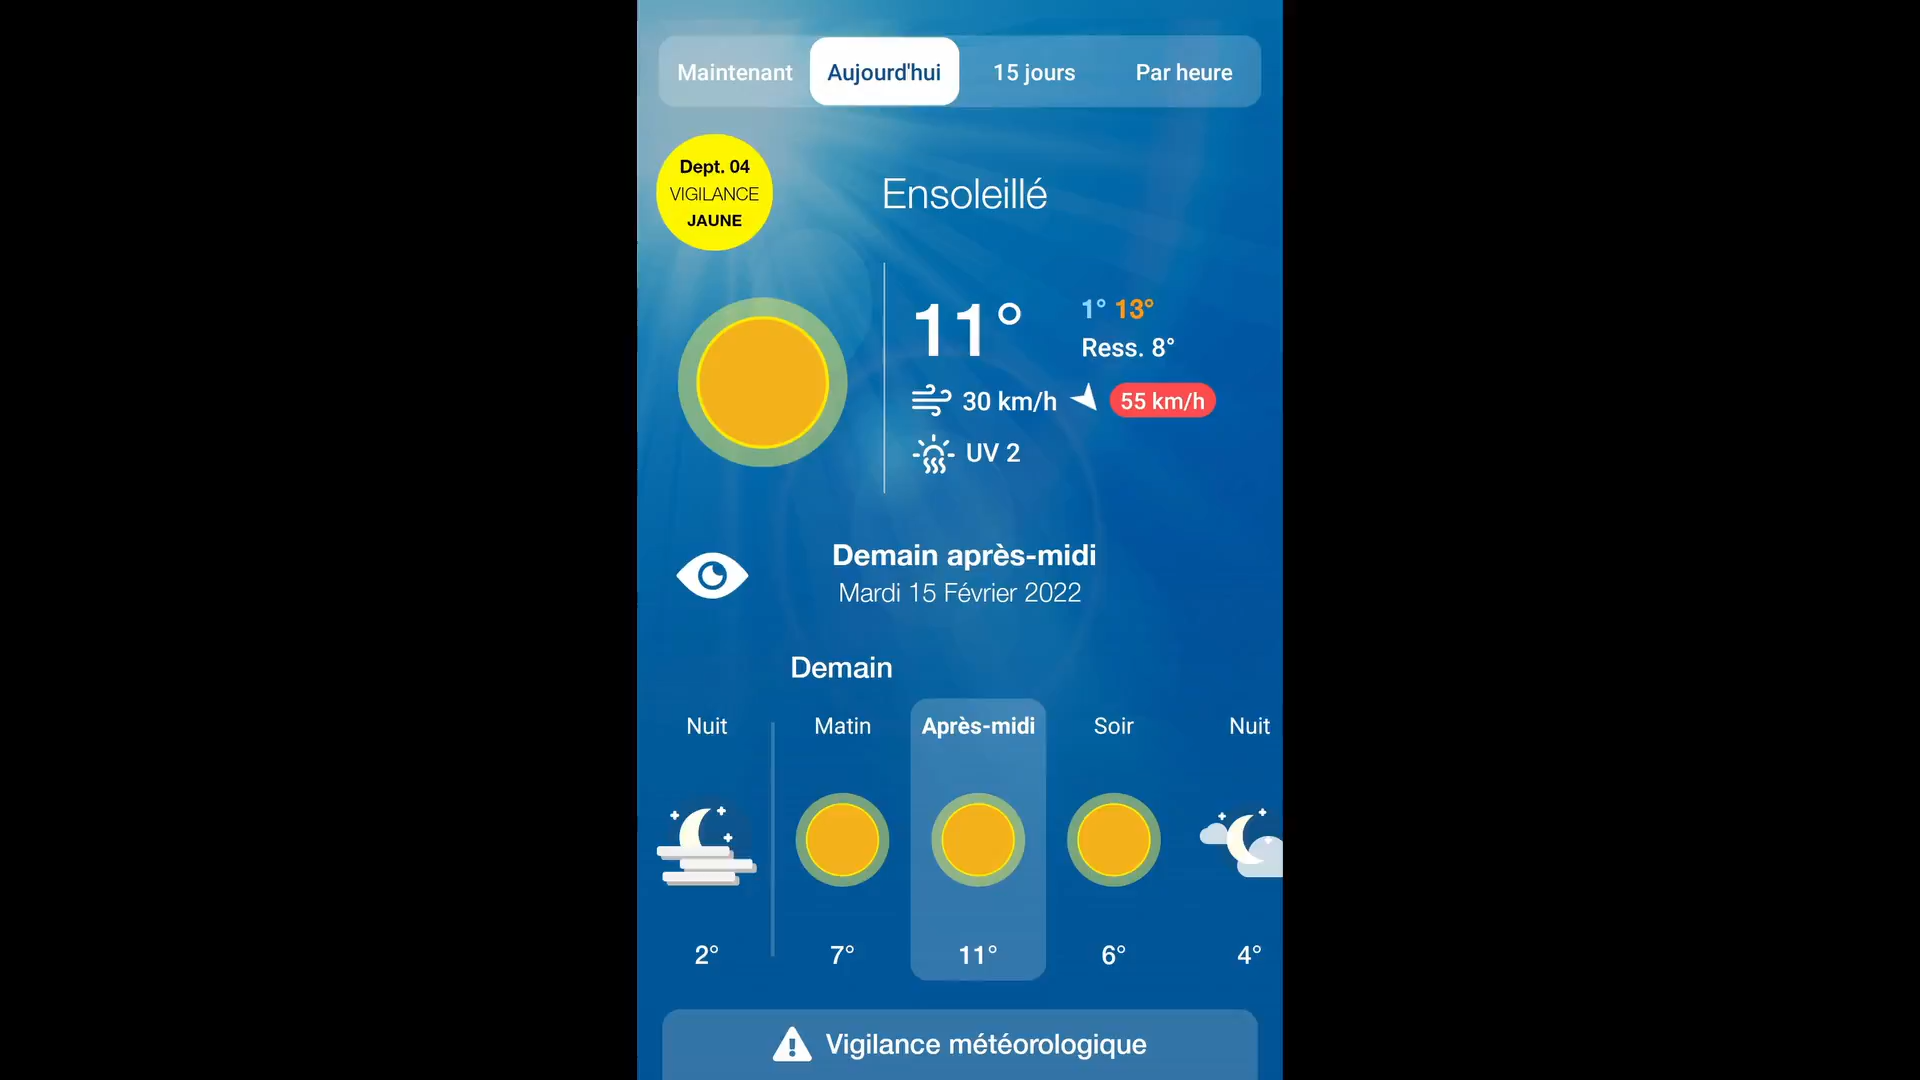 Maintenant Aujourd'hui 15 jours Par heure
Dept. 04
VIGILANCE
JAUNE
Ensoleillé
11° 1° 13°
Ress. 8°
30 km/h 55 km/h
UV 2
Demain après-midi
Mardi 15 Février 2022
Demain
Nuit Matin Après-midi Soir Nuit
2° 7° 11° 6° 4°
Vigilance météorologique